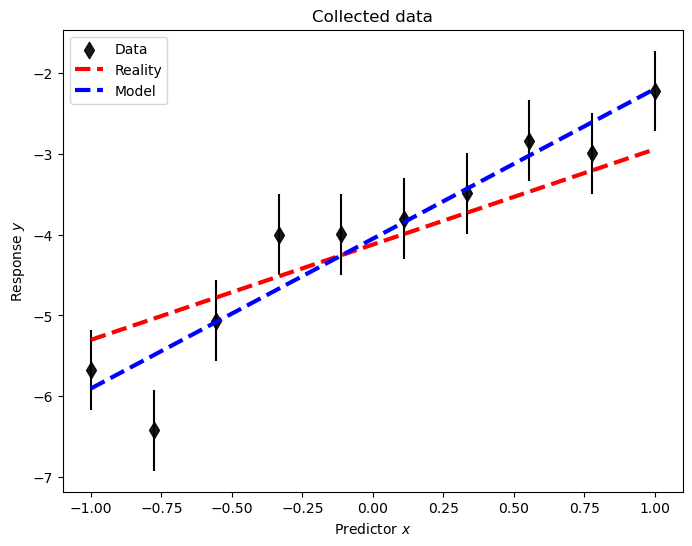 Collected data
Data
Reality
Model
Response y
−2
−3
−4
−5
−6
−7
−1.00 −0.75 −0.50 −0.25 0.00 0.25 0.50 0.75 1.00
Predictor x